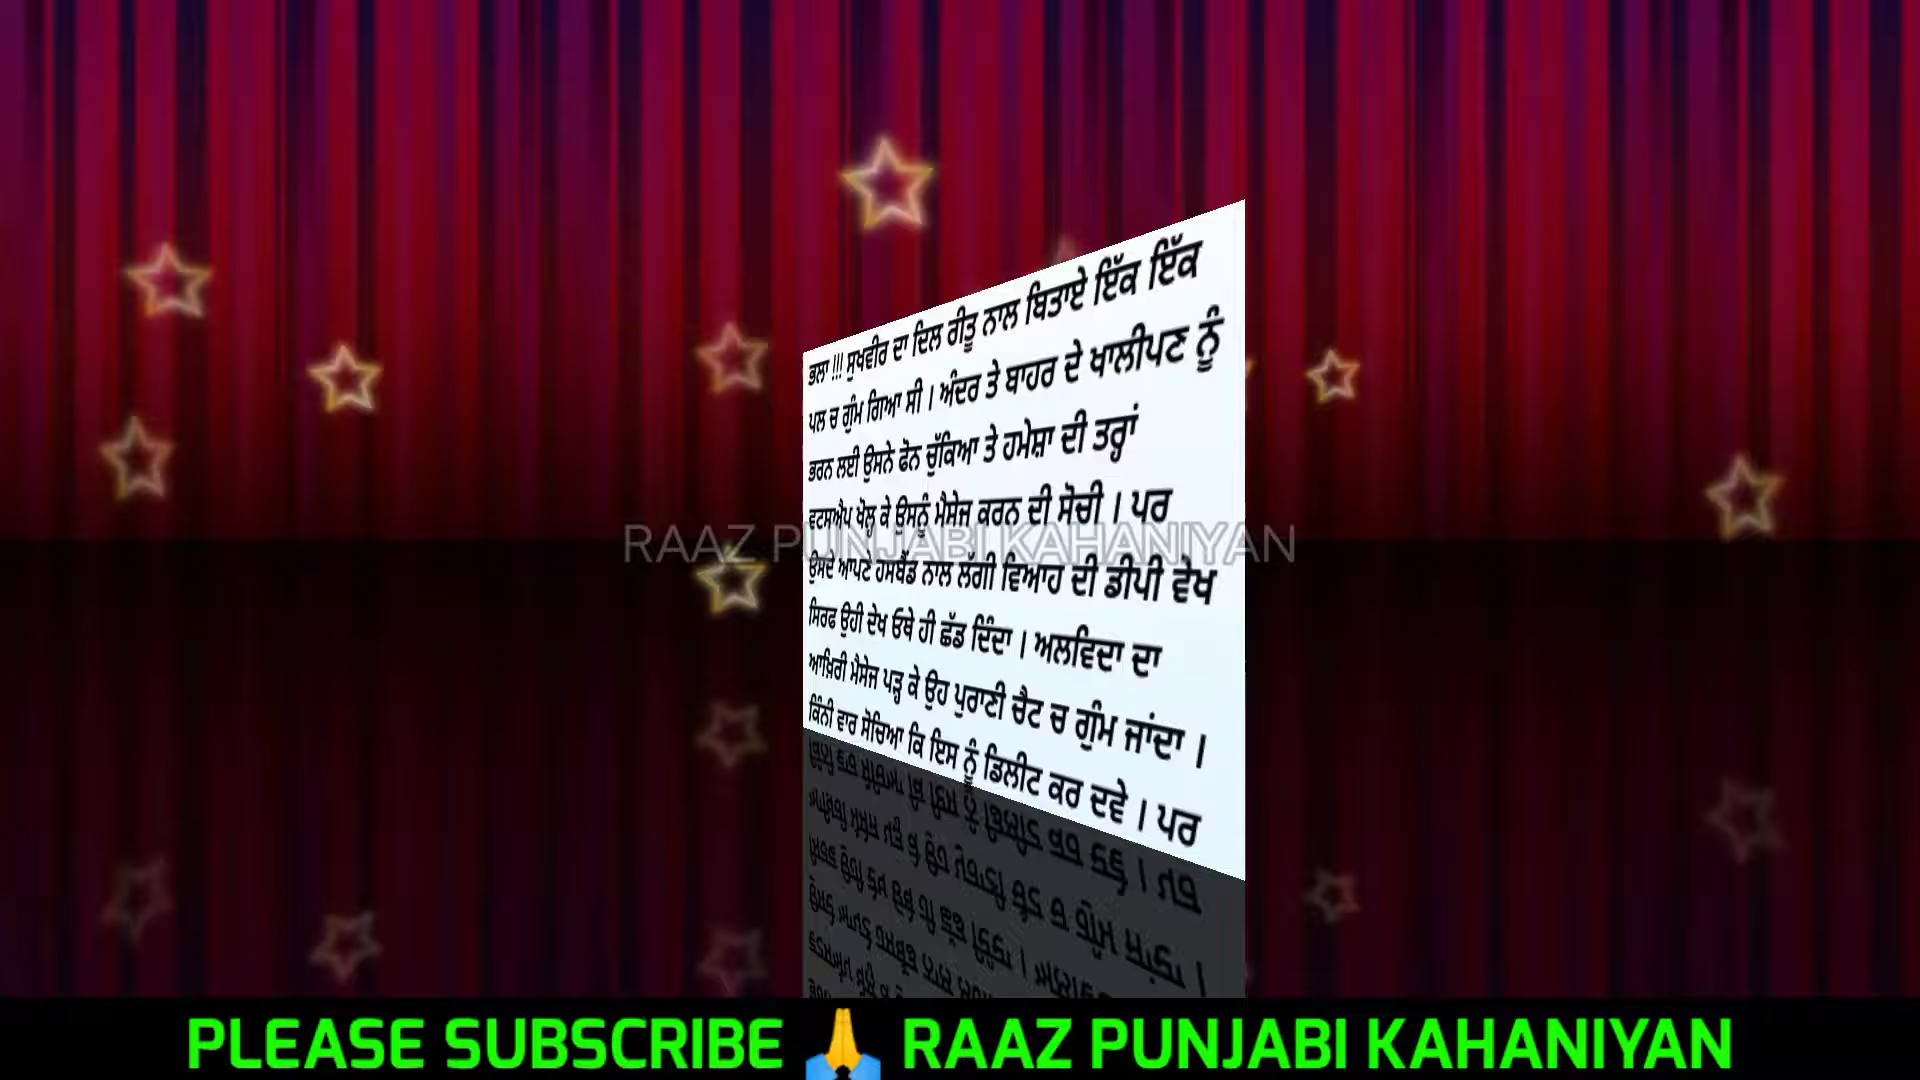 ਭਲਾ !!! ਸੁਖਵੀਰ ਦਾ ਦਿਲ ਰੀਤੂ ਨਾਲ ਬਿਤਾਏ ਇੱਕ ਇੱਕ
ਪਲ ਚ ਗੁੰਮ ਗਿਆ ਸੀ । ਅੰਦਰ ਤੇ ਬਾਹਰ ਦੇ ਖਾਲੀਪਣ ਨੂੰ
ਭਰਨ ਲਈ ਉਸਨੇ ਫੋਨ ਚੁੱਕਿਆ ਤੇ ਹਮੇਸ਼ਾ ਦੀ ਤਰ੍ਹਾਂ
ਵਟਸਐਪ ਖੋਲ੍ਹ ਕੇ ਉਸਨੂੰ ਮੈਸੇਜ ਕਰਨ ਦੀ ਸੋਚੀ । ਪਰ
RAAZ PUNJABI KAHANIYAN
ਉਸਦੇ ਆਪਣੇ ਹਸਬੈਂਡ ਨਾਲ ਲੱਗੀ ਵਿਆਹ ਦੀ ਡੀਪੀ ਵੇਖ
ਸਿਰਫ ਉਹੀ ਦੇਖ ਓਥੇ ਹੀ ਛੱਡ ਦਿੰਦਾ । ਅਲਵਿਦਾ ਦਾ
ਆਖ਼ਿਰੀ ਮੈਸੇਜ ਪੜ੍ਹ ਕੇ ਉਹ ਪੁਰਾਣੀ ਚੈਟ ਚ ਗੁੰਮ ਜਾਂਦਾ ।
ਕਿੰਨੀ ਵਾਰ ਸੋਚਿਆ ਕਿ ਇਸ ਨੂੰ ਡਿਲੀਟ ਕਰ ਦਵੇ । ਪਰ
PLEASE SUBSCRIBE 🙏 RAAZ PUNJABI KAHANIYAN